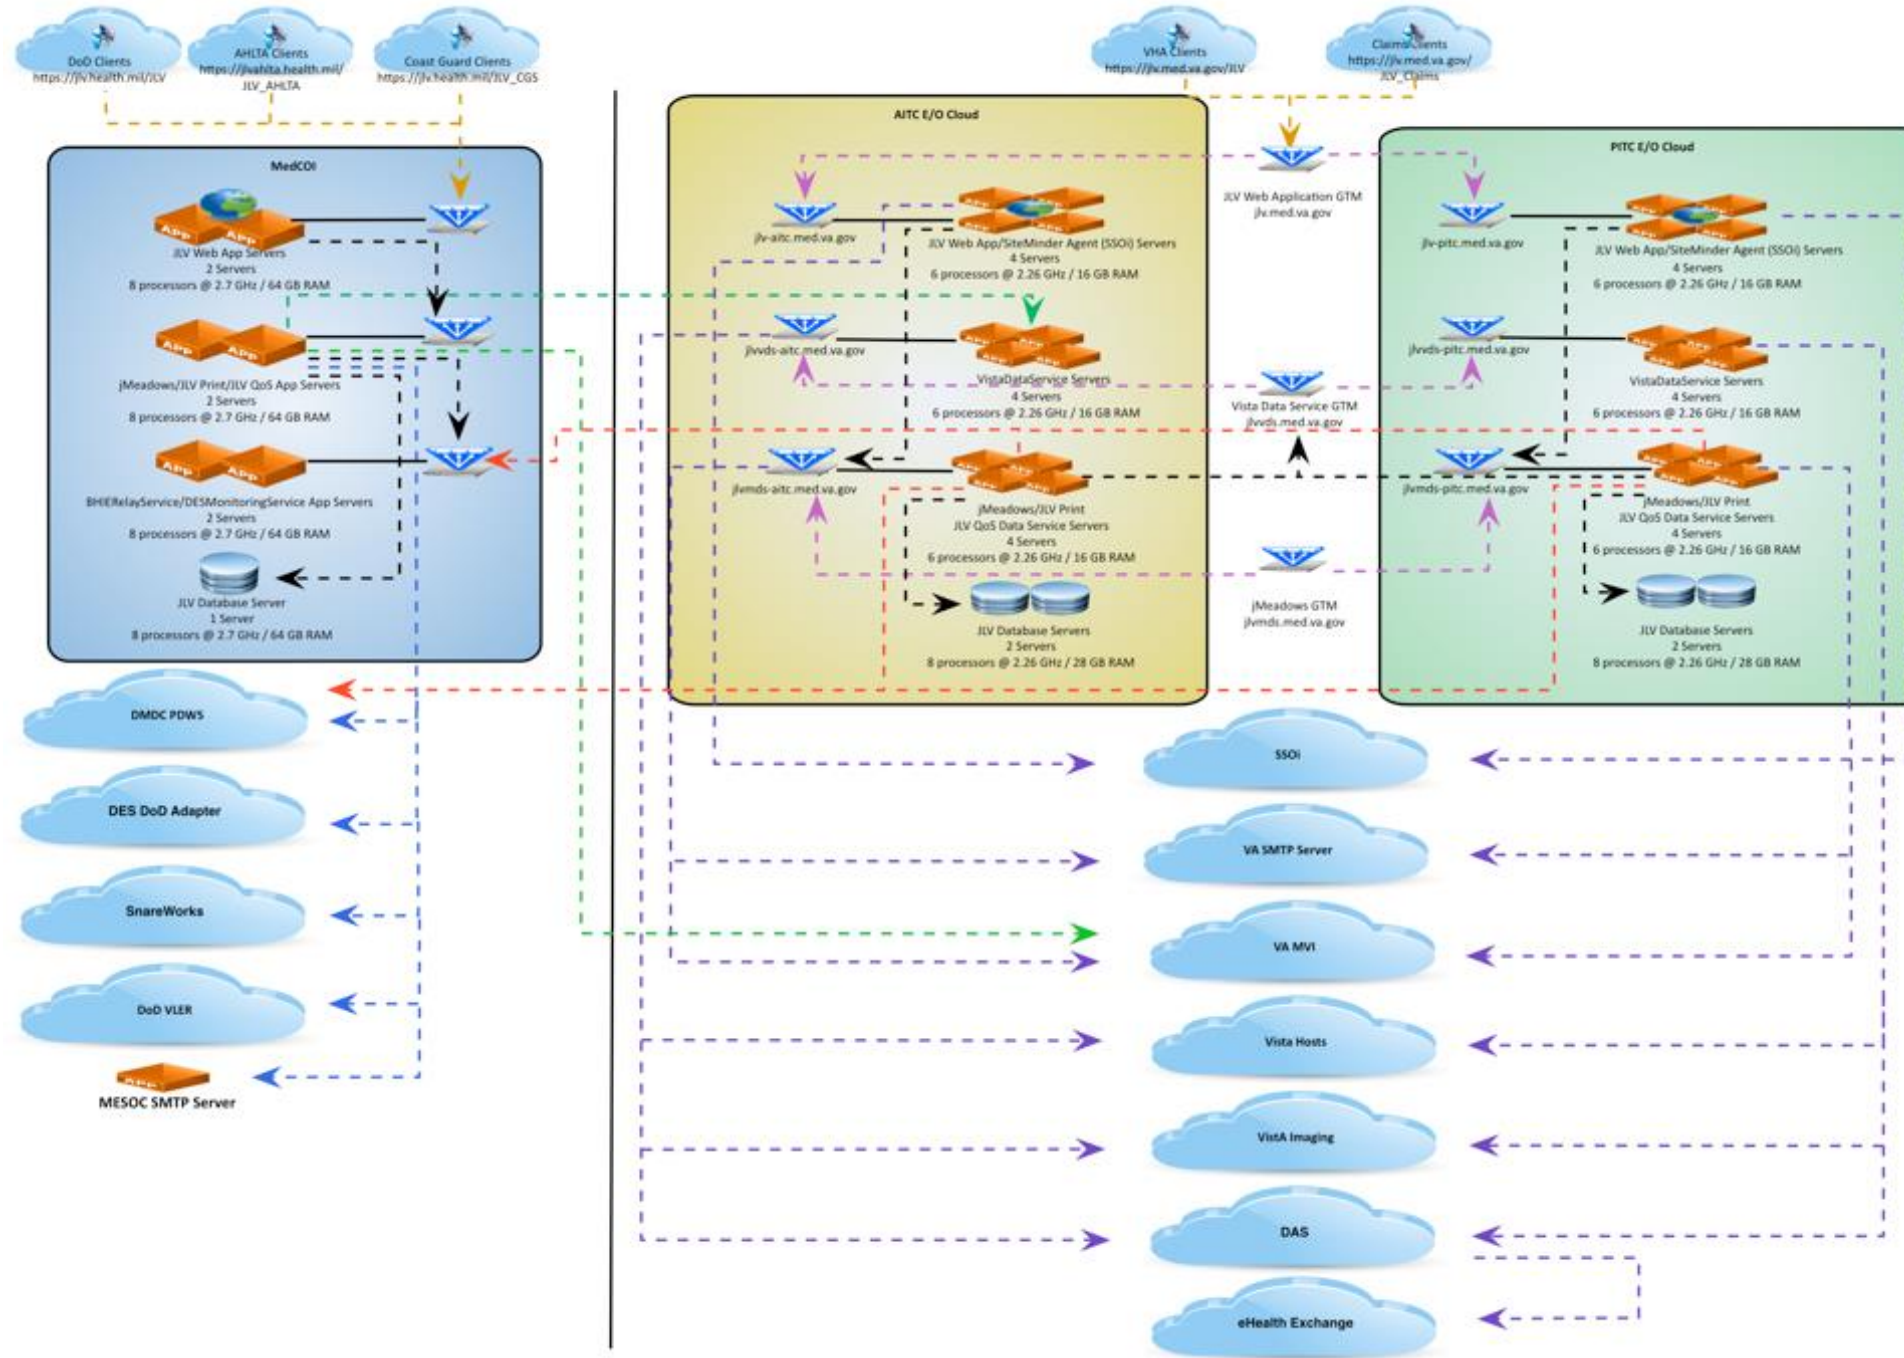 DoD Clients
https://jlv.health.mil/JLV
AHLTA Clients
https://jlvahlta.health.mil/
JLV_AHLTA
Coast Guard Clients
https://jlv.health.mil/JLV_CGS
VHA Clients
https://jlv.med.va.gov/JLV
Claims Clients
https://jlv.med.va.gov/
JLV_Claims
MedCOI
APP APP
JLV Web App Servers
2 Servers
8 processors @ 2.7 GHz / 64 GB RAM
APP APP
jMeadows/JLV Print/JLV QoS App Servers
2 Servers
8 processors @ 2.7 GHz / 64 GB RAM
APP APP
BHIERelayService/DESMonitoringService App Servers
2 Servers
8 processors @ 2.7 GHz / 64 GB RAM
JLV Database Server
1 Server
8 processors @ 2.7 GHz / 64 GB RAM
DMDC PDWS
DES DoD Adapter
SnareWorks
DoD VLER
MESOC SMTP Server
AITC E/O Cloud
jlv-aitc.med.va.gov
JLV Web App/SiteMinder Agent (SSOi) Servers
4 Servers
6 processors @ 2.26 GHz / 16 GB RAM
jlvvds-aitc.med.va.gov
VistaDataService Servers
4 Servers
6 processors @ 2.26 GHz / 16 GB RAM
jlvmds-aitc.med.va.gov
jMeadows/JLV Print
JLV QoS Data Service Servers
4 Servers
6 processors @ 2.26 GHz / 16 GB RAM
JLV Database Servers
2 Servers
8 processors @ 2.26 GHz / 28 GB RAM
JLV Web Application GTM
jlv.med.va.gov
Vista Data Service GTM
jlvvds.med.va.gov
jMeadows GTM
jlvmds.med.va.gov
PITC E/O Cloud
jlv-pitc.med.va.gov
JLV Web App/SiteMinder Agent (SSOi) Servers
4 Servers
6 processors @ 2.26 GHz / 16 GB RAM
jlvvds-pitc.med.va.gov
VistaDataService Servers
4 Servers
6 processors @ 2.26 GHz / 16 GB RAM
jlvmds-pitc.med.va.gov
jMeadows/JLV Print
JLV QoS Data Service Servers
4 Servers
6 processors @ 2.26 GHz / 16 GB RAM
JLV Database Servers
2 Servers
8 processors @ 2.26 GHz / 28 GB RAM
SSOi
VA SMTP Server
VA MVI
Vista Hosts
VistA Imaging
DAS
eHealth Exchange